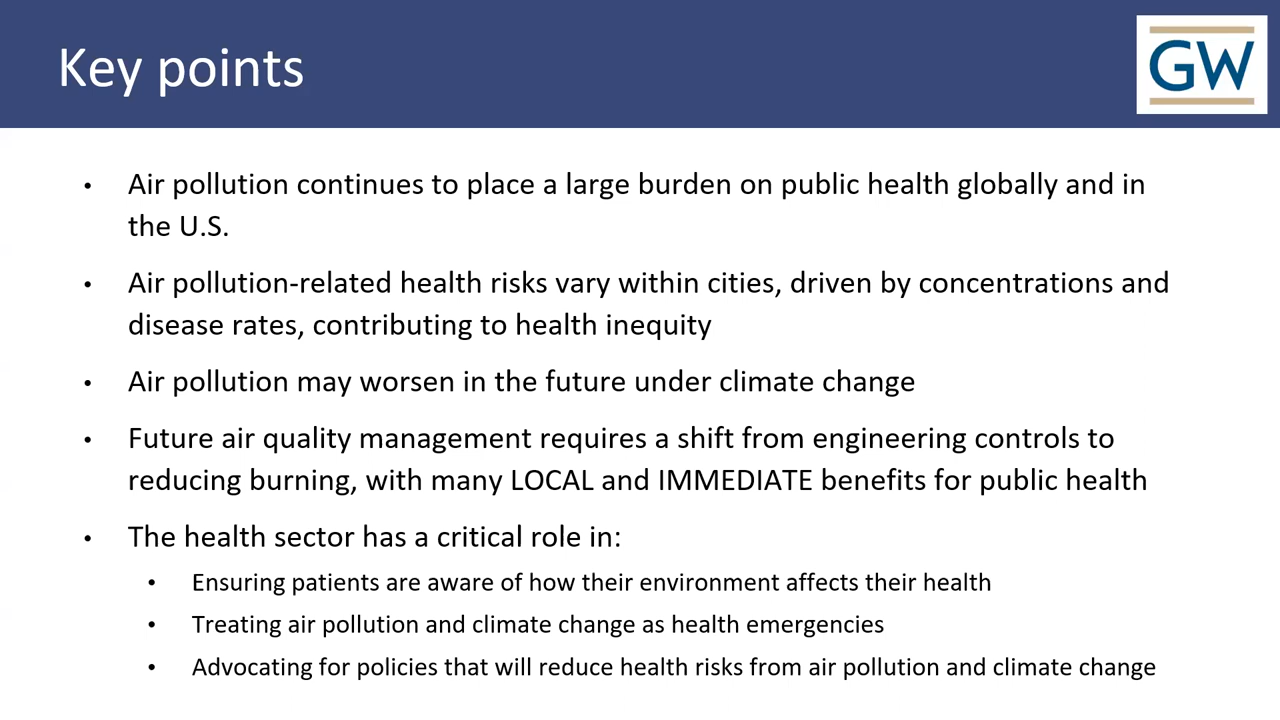 Key points
GW
• Air pollution continues to place a large burden on public health globally and in
the U.S.
• Air pollution-related health risks vary within cities, driven by concentrations and
disease rates, contributing to health inequity
• Air pollution may worsen in the future under climate change
• Future air quality management requires a shift from engineering controls to
reducing burning, with many LOCAL and IMMEDIATE benefits for public health
• The health sector has a critical role in:
• Ensuring patients are aware of how their environment affects their health
• Treating air pollution and climate change as health emergencies
• Advocating for policies that will reduce health risks from air pollution and climate change